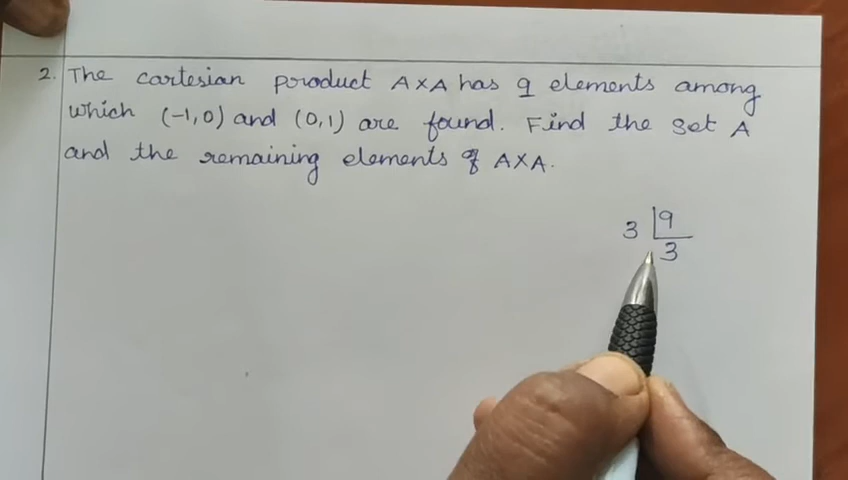 2. The cartesian product A×A has 9 elements among
which (-1,0) and (0,1) are found. Find the set A
and the remaining elements of A×A.
3 |9
3